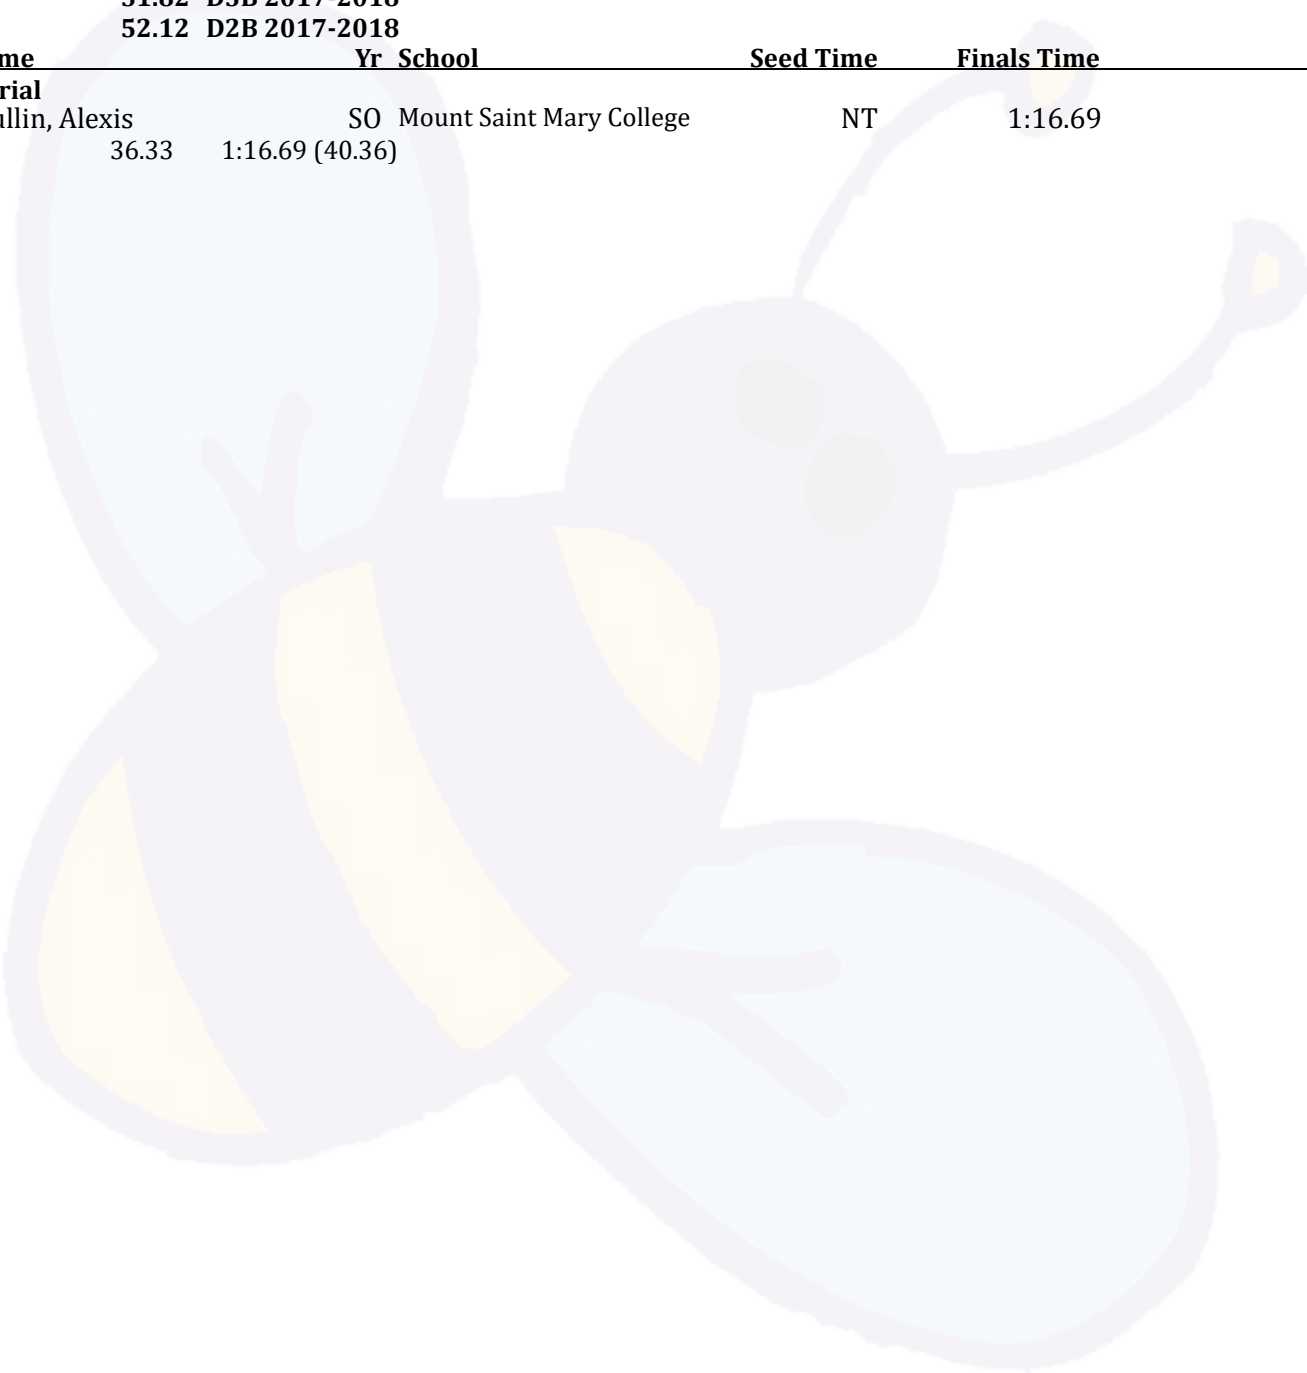 52.12 D2B 2017-2018
me Yr School Seed Time Finals Time
rial
ullin, Alexis SO Mount Saint Mary College NT 1:16.69
36.33 1:16.69 (40.36)